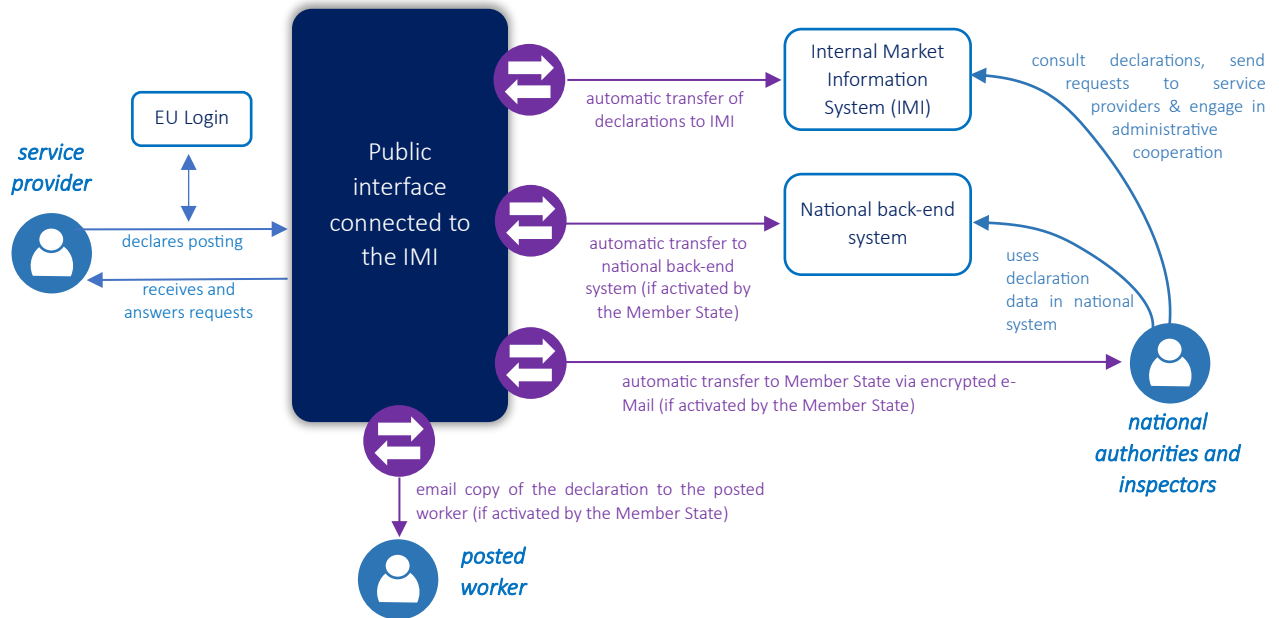 EU Login
service
provider
declares posting
receives and
answers requests
Public
interface
connected to
the IMI
automatic transfer of
declarations to IMI
Internal Market
Information
System (IMI)
consult declarations, send
requests to service
providers & engage in
administrative
cooperation
automatic transfer to
national back-end
system (if activated by
the Member State)
National back-end
system
uses
declaration
data in national
system
automatic transfer to Member State via encrypted e-
Mail (if activated by the Member State)
national
authorities and
inspectors
email copy of the declaration to the posted
worker (if activated by the Member State)
posted
worker